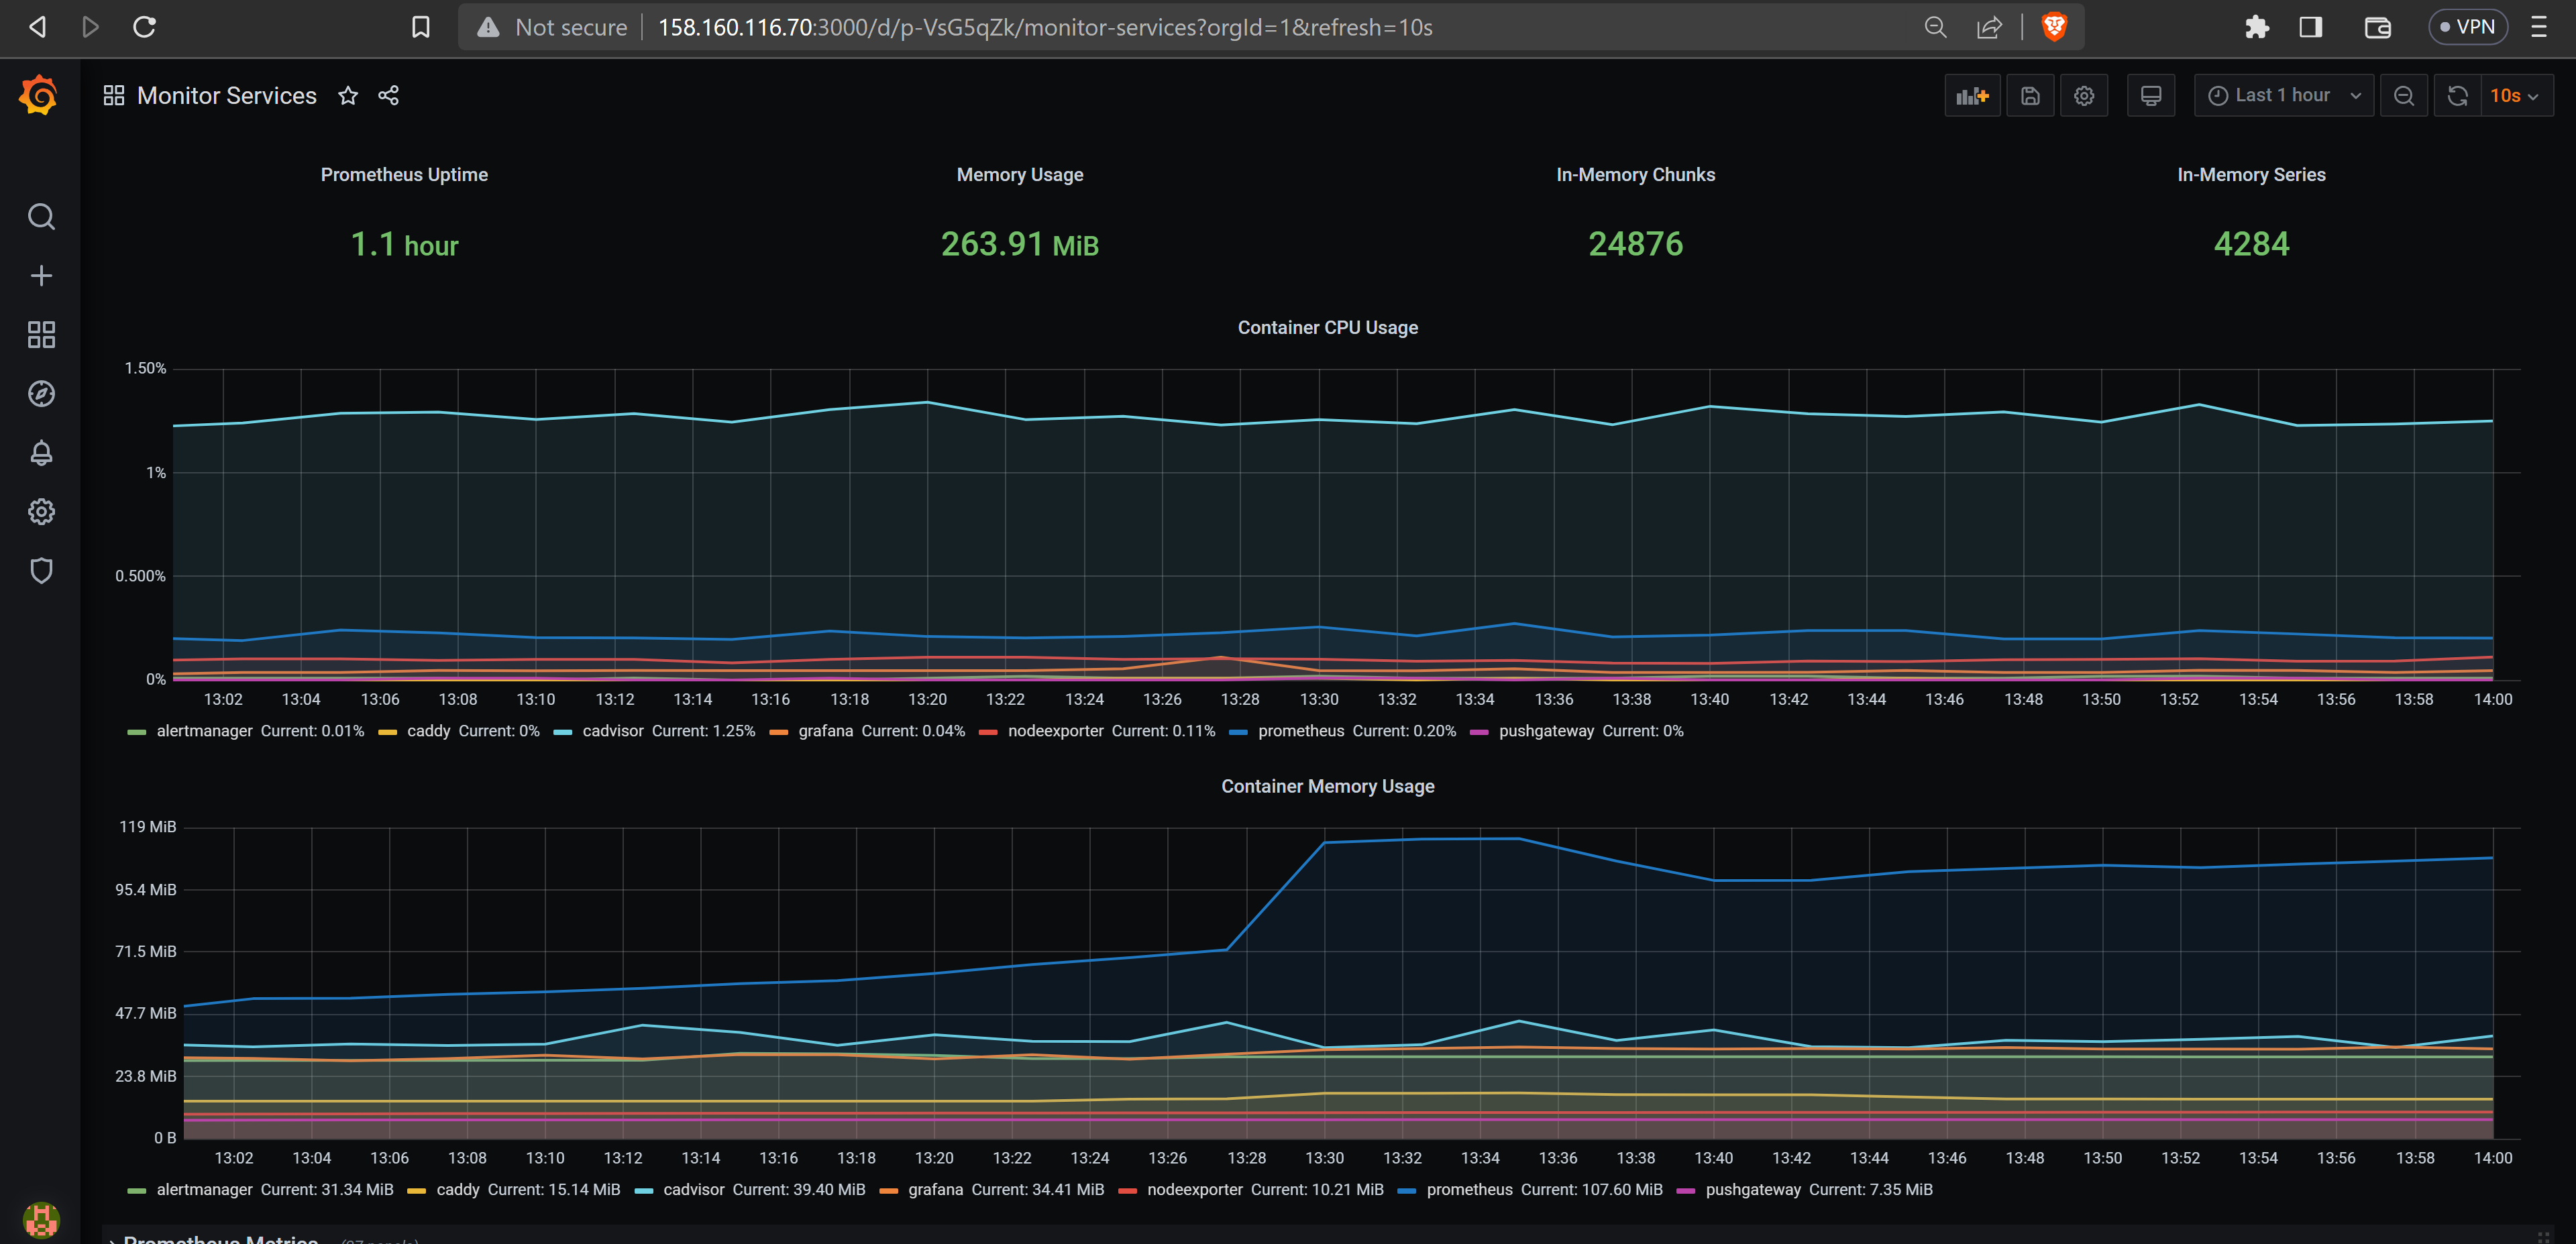 Not secure 158.160.116.70:3000/d/p-VsG5qZk/monitor-services?orgId=1&refresh=10s VPN
Monitor Services Last 1 hour 10s
Prometheus Uptime Memory Usage In-Memory Chunks In-Memory Series
1.1 hour 263.91 MiB 24876 4284
Container CPU Usage
1.50%
1%
0.500%
0%
13:02 13:04 13:06 13:08 13:10 13:12 13:14 13:16 13:18 13:20 13:22 13:24 13:26 13:28 13:30 13:32 13:34 13:36 13:38 13:40 13:42 13:44 13:46 13:48 13:50 13:52 13:54 13:56 13:58 14:00
alertmanager Current: 0.01% caddy Current: 0% cadvisor Current: 1.25% grafana Current: 0.04% nodeexporter Current: 0.11% prometheus Current: 0.20% pushgateway Current: 0%
Container Memory Usage
119 MiB
95.4 MiB
71.5 MiB
47.7 MiB
23.8 MiB
0 B
13:02 13:04 13:06 13:08 13:10 13:12 13:14 13:16 13:18 13:20 13:22 13:24 13:26 13:28 13:30 13:32 13:34 13:36 13:38 13:40 13:42 13:44 13:46 13:48 13:50 13:52 13:54 13:56 13:58 14:00
alertmanager Current: 31.34 MiB caddy Current: 15.14 MiB cadvisor Current: 39.40 MiB grafana Current: 34.41 MiB nodeexporter Current: 10.21 MiB prometheus Current: 107.60 MiB pushgateway Current: 7.35 MiB
Prometheus Metrics